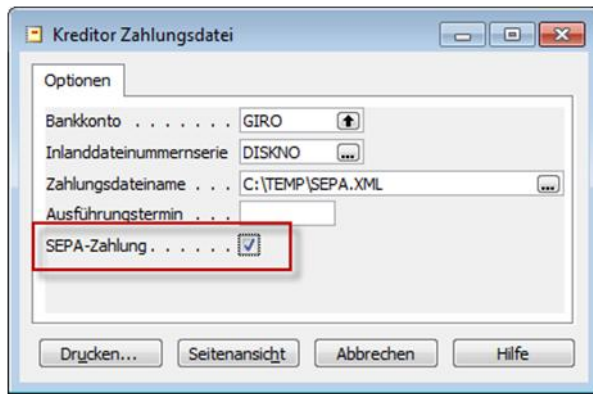 Kreditor Zahlungsdatei
Optionen
Bankkonto . . . . . . . GIRO
Inlanddateinummernserie DISKNO ...
Zahlungsdateiname . . . C:\TEMP\SEPA.XML ...
Ausführungstermin . . . .
SEPA-Zahlung . . . . . .
Drucken... Seitenansicht Abbrechen Hilfe